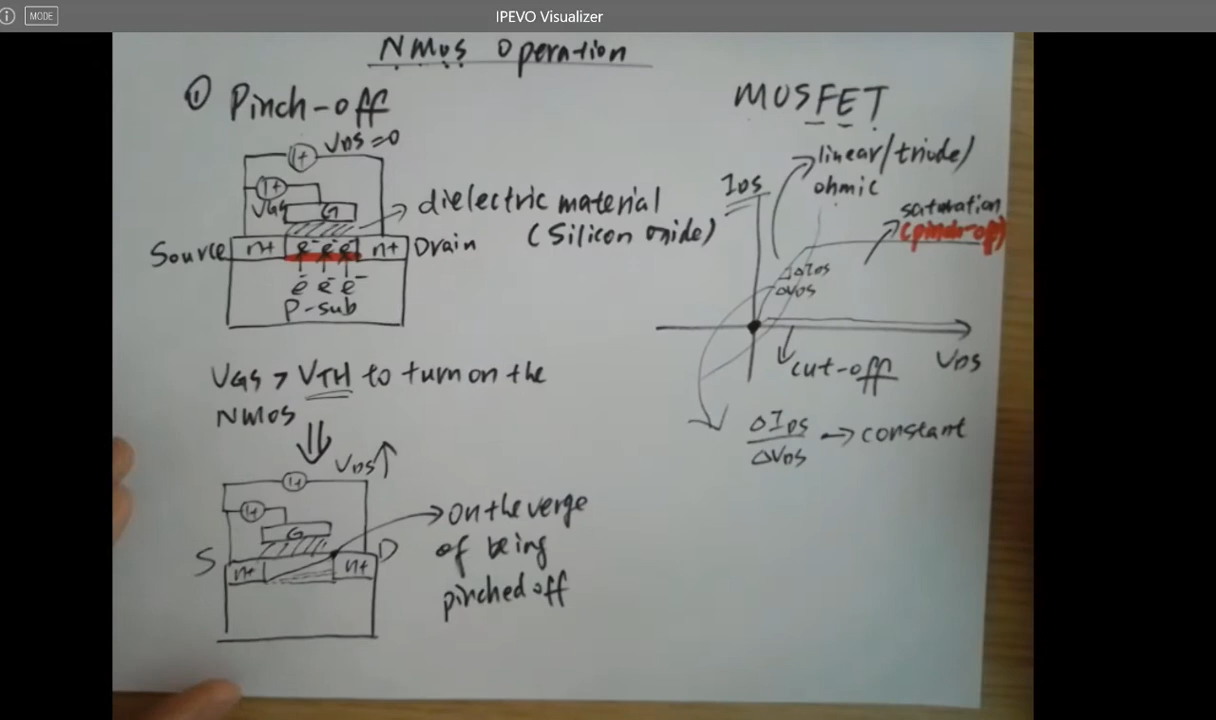 IPEVO Visualizer
MODE
NMOS Operation
① Pinch-off
VDS=0
VGS
G
dielectric material
(Silicon oxide)
Source n+ e⁻ e⁻ e⁻ n+ Drain
e⁻ e⁻ e⁻
P-sub
VGS > VTH to turn on the
NMOS
VDS↑
G
S n+ n+ D
on the verge
of being
pinched off
MOSFET
linear/triode/
ohmic
IDS
saturation
(pinch-off)
ΔIDS
ΔVDS
VDS
cut-off
ΔIDS
ΔVDS → constant